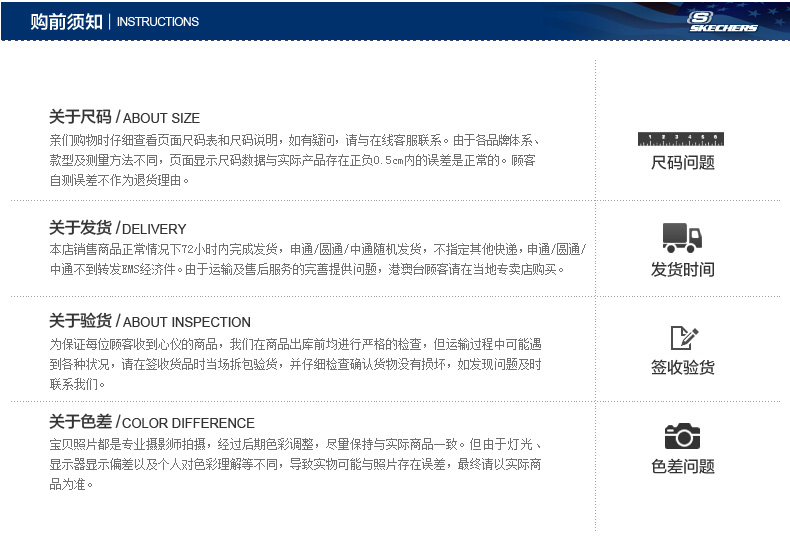 购前须知 | INSTRUCTIONS
S
SKECHERS
关于尺码 / ABOUT SIZE
亲们购物时仔细查看页面尺码表和尺码说明，如有疑问，请与在线客服联系。由于各品牌体系、
款型及测量方法不同，页面显示尺码数据与实际产品存在正负0.5cm内的误差是正常的。顾客
自测误差不作为退货理由。
1 2 3 4 5 6
尺码问题
关于发货 / DELIVERY
本店销售商品正常情况下72小时内完成发货，申通/圆通/中通随机发货，不指定其他快递，申通/圆通/
中通不到转发EMS经济件。由于运输及售后服务的完善提供问题，港澳台顾客请在当地专卖店购买。
发货时间
关于验货 / ABOUT INSPECTION
为保证每位顾客收到心仪的商品，我们在商品出库前均进行严格的检查，但运输过程中可能遇
到各种状况，请在签收货品时当场拆包验货，并仔细检查确认货物没有损坏，如发现问题及时
联系我们。
签收验货
关于色差 / COLOR DIFFERENCE
宝贝照片都是专业摄影师拍摄，经过后期色彩调整，尽量保持与实际商品一致。但由于灯光、
显示器显示偏差以及个人对色彩理解等不同，导致实物可能与照片存在误差，最终请以实际商
品为准。
色差问题